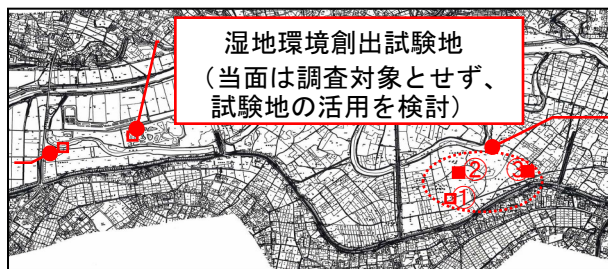 湿地環境創出試験地
（当面は調査対象とせず、
試験地の活用を検討）
②
③
①